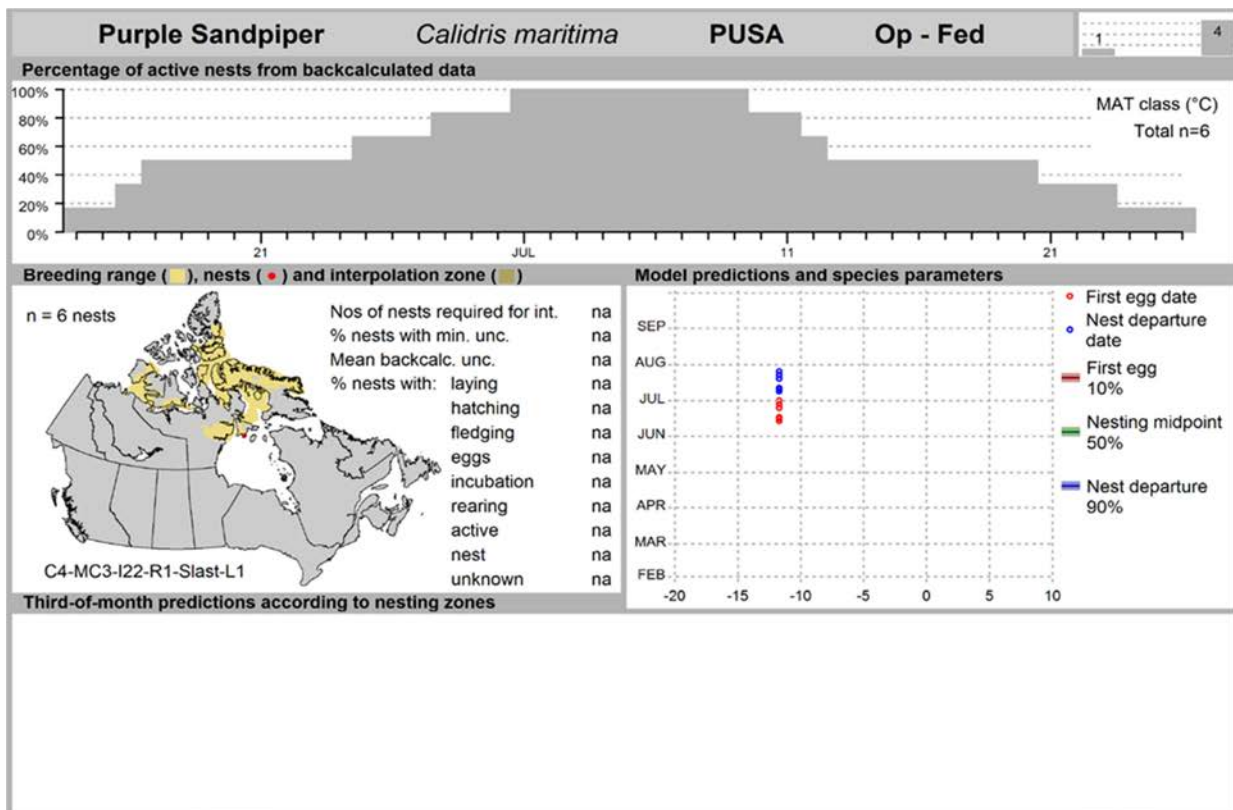 Purple Sandpiper Calidris maritima PUSA Op - Fed 1 4
Percentage of active nests from backcalculated data
100%
80%
60%
40%
20%
0%
MAT class (°C)
Total n=6
21 JUL 11 21
Breeding range ( ), nests ( ) and interpolation zone ( )
n = 6 nests
Nos of nests required for int. na
% nests with min. unc. na
Mean backcalc. unc. na
% nests with: laying na
hatching na
fledging na
eggs na
incubation na
rearing na
active na
nest na
unknown na
C4-MC3-I22-R1-Slast-L1
Model predictions and species parameters
SEP
AUG
JUL
JUN
MAY
APR
MAR
FEB
-20 -15 -10 -5 0 5 10
First egg date
Nest departure
date
First egg
10%
Nesting midpoint
50%
Nest departure
90%
Third-of-month predictions according to nesting zones